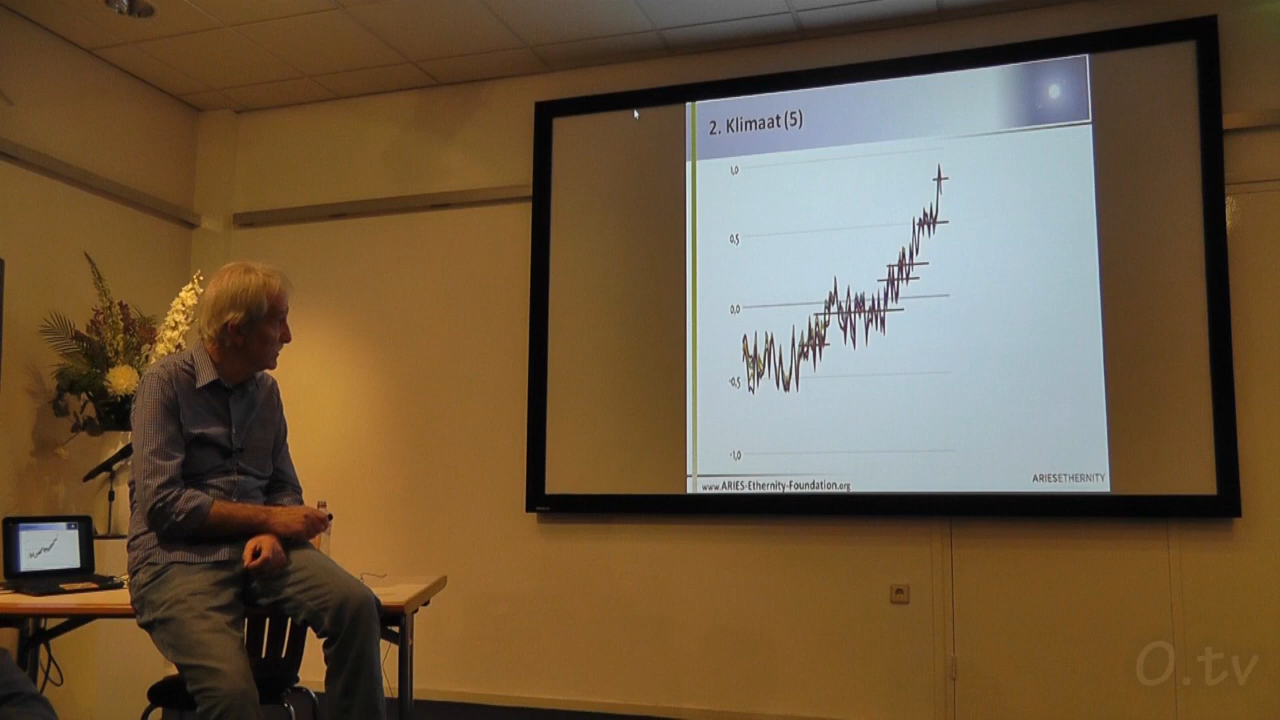 2. Klimaat (5)
1,0
0,5
0,0
-0,5
-1,0
www.ARIES-Ethernity-Foundation.org
ARIESETHERNITY
O.tv